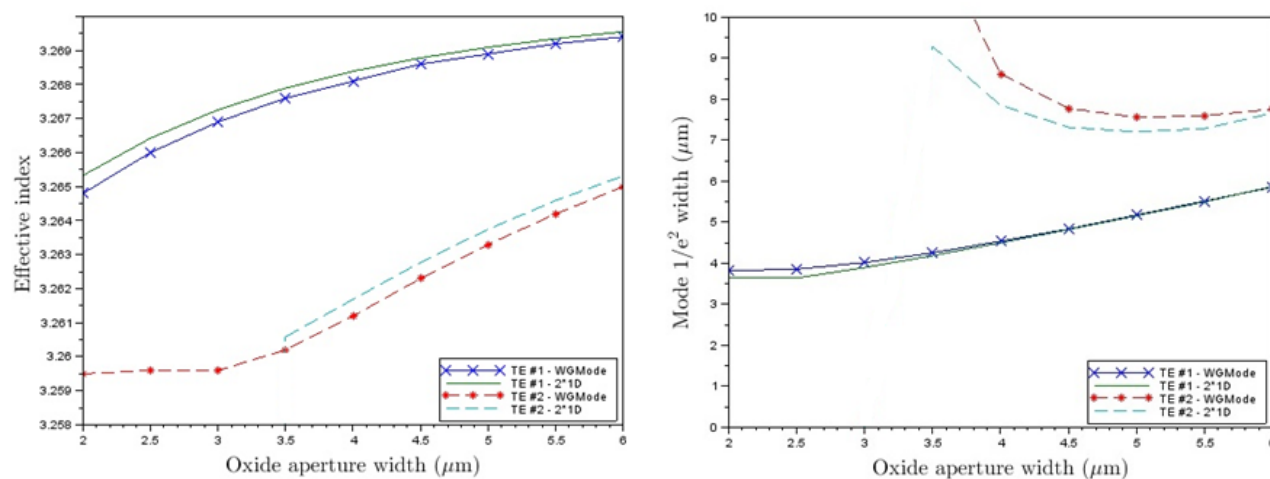 Effective index
3.269
3.268
3.267
3.266
3.265
3.264
3.263
3.262
3.261
3.26
3.259
3.258
2 2.5 3 3.5 4 4.5 5 5.5 6
Oxide aperture width (μm)
TE #1 - WGMode
TE #1 - 2*1D
TE #2 - WGMode
TE #2 - 2*1D
Mode 1/e² width (μm)
10
9
8
7
6
5
4
3
2
1
0
2 2.5 3 3.5 4 4.5 5 5.5
Oxide aperture width (μm)
TE #1 - WGMode
TE #1 - 2*1D
TE #2 - WGMode
TE #2 - 2*1D